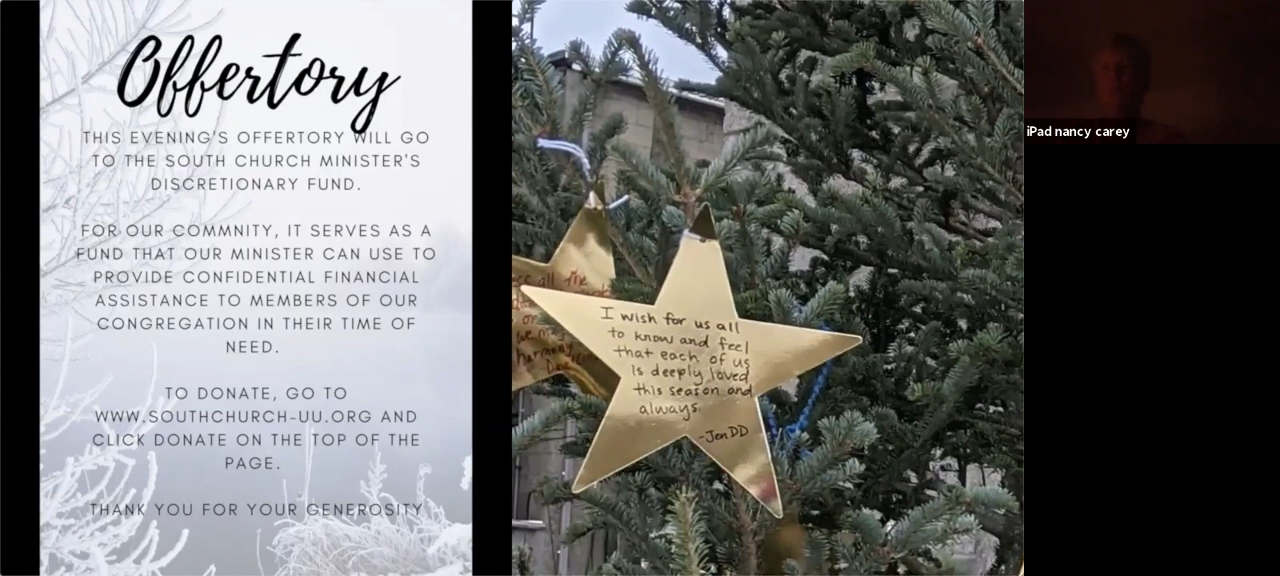 Offertory
THIS EVENING'S OFFERTORY WILL GO
TO THE SOUTH CHURCH MINISTER'S
DISCRETIONARY FUND.
FOR OUR COMMNITY, IT SERVES AS A
FUND THAT OUR MINISTER CAN USE TO
PROVIDE CONFIDENTIAL FINANCIAL
ASSISTANCE TO MEMBERS OF OUR
CONGREGATION IN THEIR TIME OF
NEED.
TO DONATE, GO TO
WWW.SOUTHCHURCH-UU.ORG AND
CLICK DONATE ON THE TOP OF THE
PAGE.
THANK YOU FOR YOUR GENEROSITY
all the
harmony
I wish for us all
to know and feel
that each of us
is deeply loved
this season and
always.
-Jen DD
iPad nancy carey